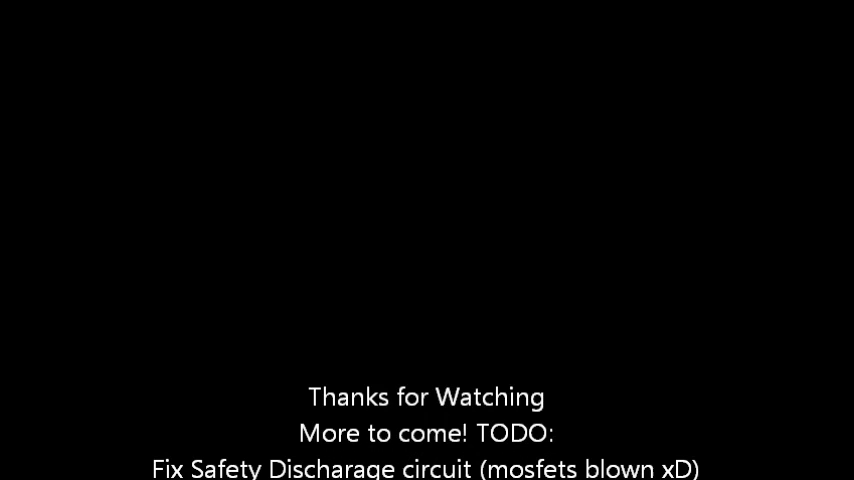 Thanks for Watching
More to come! TODO:
Fix Safety Discharage circuit (mosfets blown xD)